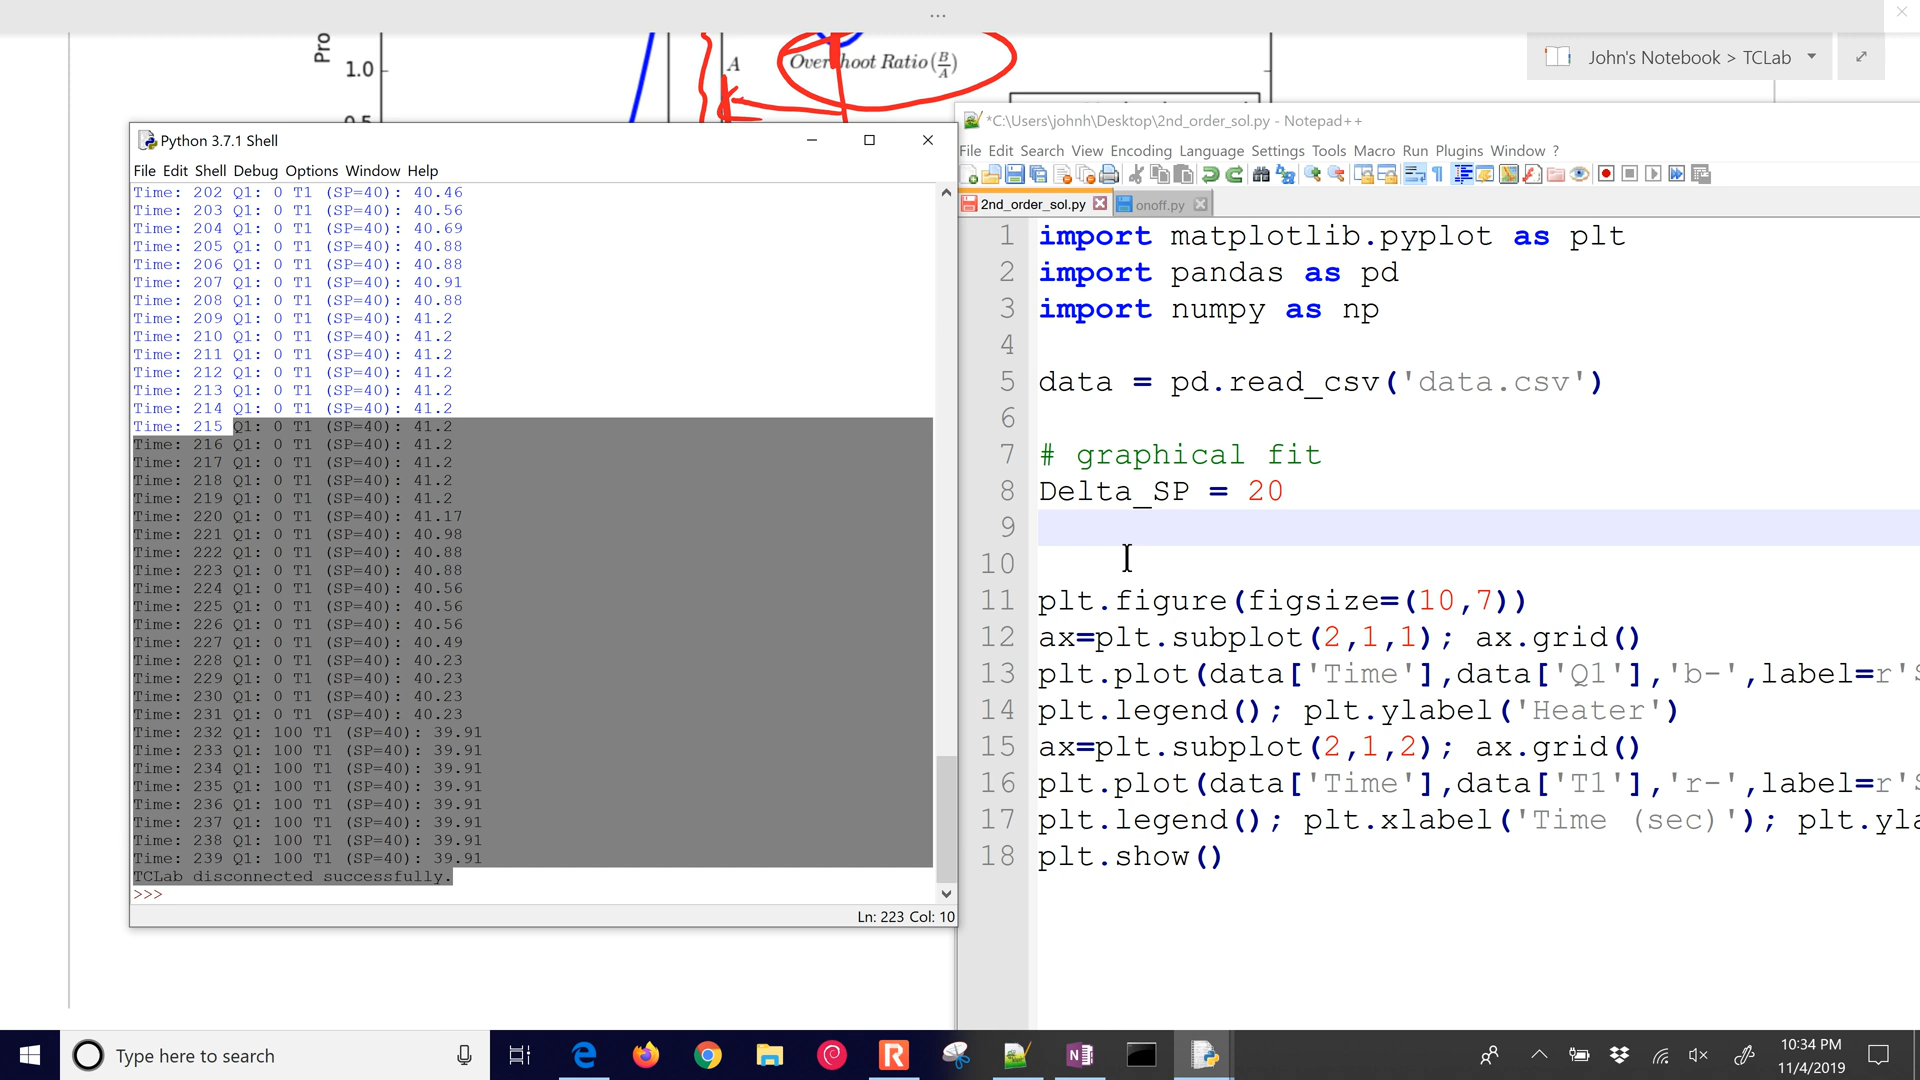 ...
Pro
1.0
0.5
A
Overshoot Ratio (B/A)
John's Notebook > TCLab
Python 3.7.1 Shell
File Edit Shell Debug Options Window Help
Time: 202 Q1: 0 T1 (SP=40): 40.46
Time: 203 Q1: 0 T1 (SP=40): 40.56
Time: 204 Q1: 0 T1 (SP=40): 40.69
Time: 205 Q1: 0 T1 (SP=40): 40.88
Time: 206 Q1: 0 T1 (SP=40): 40.88
Time: 207 Q1: 0 T1 (SP=40): 40.91
Time: 208 Q1: 0 T1 (SP=40): 40.88
Time: 209 Q1: 0 T1 (SP=40): 41.2
Time: 210 Q1: 0 T1 (SP=40): 41.2
Time: 211 Q1: 0 T1 (SP=40): 41.2
Time: 212 Q1: 0 T1 (SP=40): 41.2
Time: 213 Q1: 0 T1 (SP=40): 41.2
Time: 214 Q1: 0 T1 (SP=40): 41.2
Time: 215 Q1: 0 T1 (SP=40): 41.2
Time: 216 Q1: 0 T1 (SP=40): 41.2
Time: 217 Q1: 0 T1 (SP=40): 41.2
Time: 218 Q1: 0 T1 (SP=40): 41.2
Time: 219 Q1: 0 T1 (SP=40): 41.2
Time: 220 Q1: 0 T1 (SP=40): 41.17
Time: 221 Q1: 0 T1 (SP=40): 40.98
Time: 222 Q1: 0 T1 (SP=40): 40.88
Time: 223 Q1: 0 T1 (SP=40): 40.88
Time: 224 Q1: 0 T1 (SP=40): 40.56
Time: 225 Q1: 0 T1 (SP=40): 40.56
Time: 226 Q1: 0 T1 (SP=40): 40.56
Time: 227 Q1: 0 T1 (SP=40): 40.49
Time: 228 Q1: 0 T1 (SP=40): 40.23
Time: 229 Q1: 0 T1 (SP=40): 40.23
Time: 230 Q1: 0 T1 (SP=40): 40.23
Time: 231 Q1: 0 T1 (SP=40): 40.23
Time: 232 Q1: 100 T1 (SP=40): 39.91
Time: 233 Q1: 100 T1 (SP=40): 39.91
Time: 234 Q1: 100 T1 (SP=40): 39.91
Time: 235 Q1: 100 T1 (SP=40): 39.91
Time: 236 Q1: 100 T1 (SP=40): 39.91
Time: 237 Q1: 100 T1 (SP=40): 39.91
Time: 238 Q1: 100 T1 (SP=40): 39.91
Time: 239 Q1: 100 T1 (SP=40): 39.91
TCLab disconnected successfully.
>>>
Ln: 223 Col: 10
*C:\Users\johnh\Desktop\2nd_order_sol.py - Notepad++
File Edit Search View Encoding Language Settings Tools Macro Run Plugins Window ?
2nd_order_sol.py onoff.py
1 import matplotlib.pyplot as plt
2 import pandas as pd
3 import numpy as np
4
5 data = pd.read_csv('data.csv')
6
7 # graphical fit
8 Delta_SP = 20
9
10
11 plt.figure(figsize=(10,7))
12 ax=plt.subplot(2,1,1); ax.grid()
13 plt.plot(data['Time'],data['Q1'],'b-',label=r'$
14 plt.legend(); plt.ylabel('Heater')
15 ax=plt.subplot(2,1,2); ax.grid()
16 plt.plot(data['Time'],data['T1'],'r-',label=r'$
17 plt.legend(); plt.xlabel('Time (sec)'); plt.yla
18 plt.show()
Type here to search
10:34 PM
11/4/2019